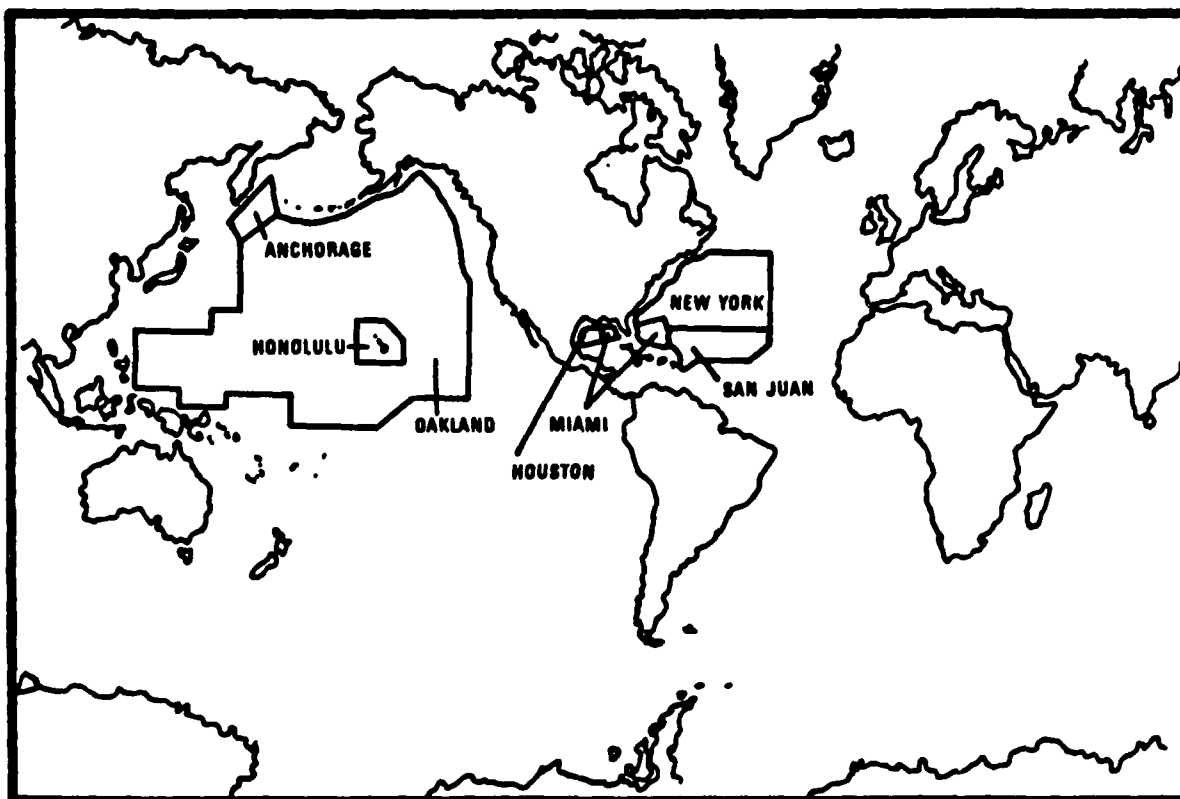 ANCHORAGE
NEW YORK
HONOLULU
SAN JUAN
OAKLAND
MIAMI
HOUSTON